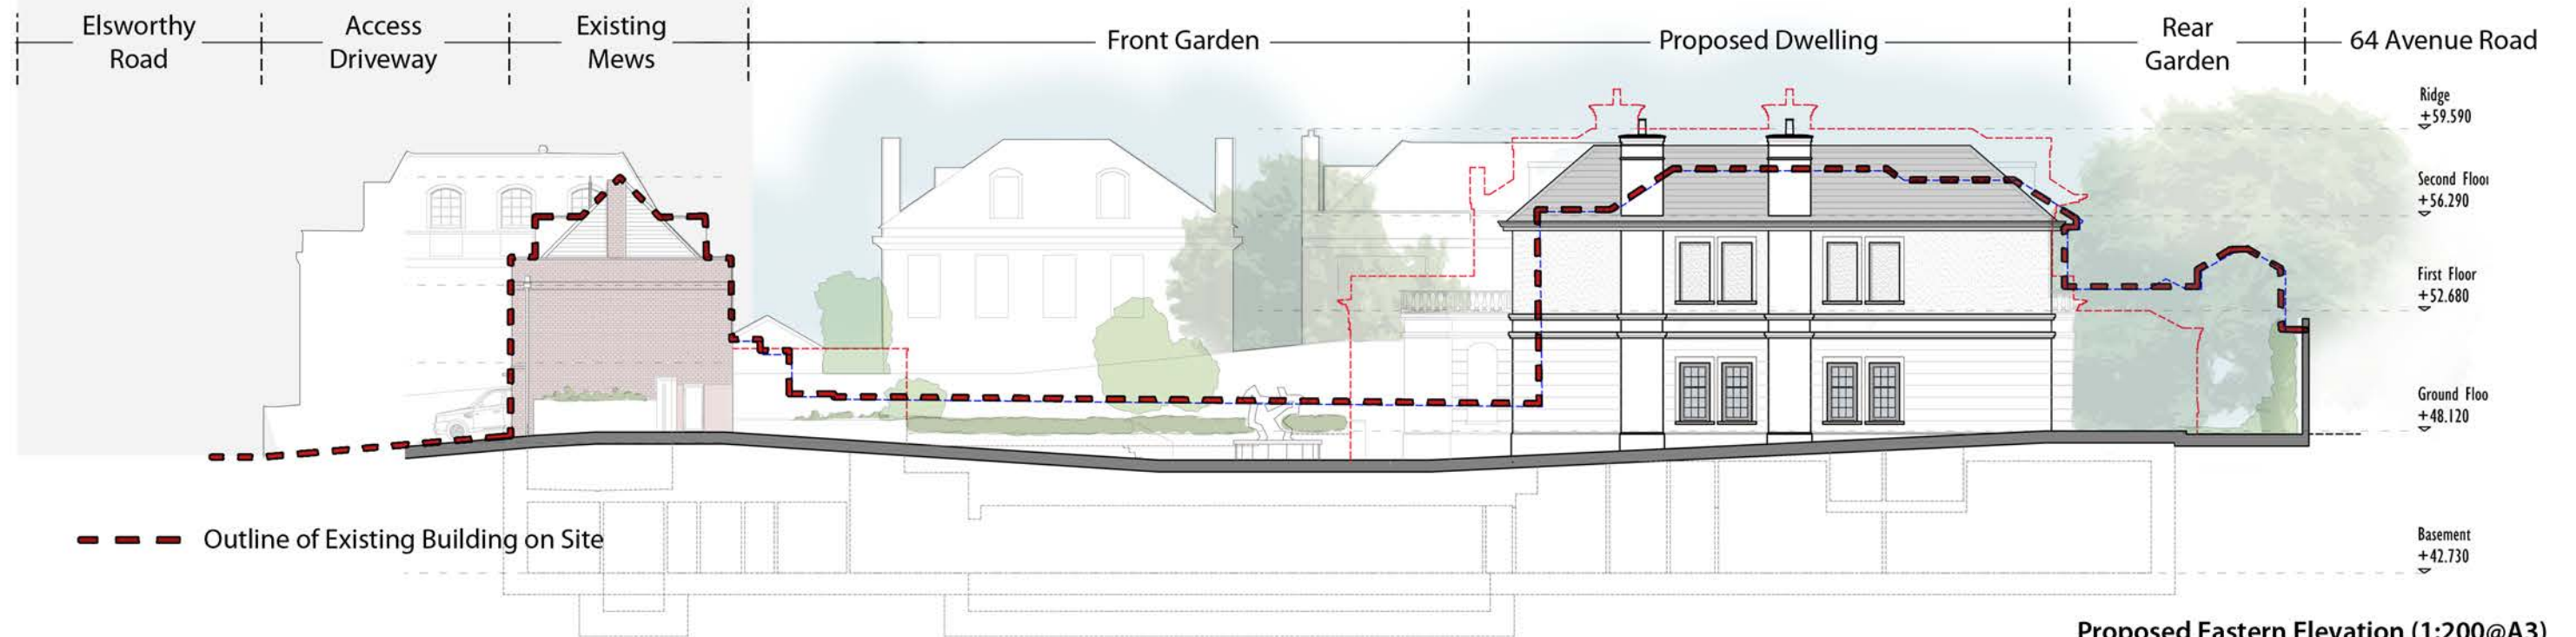 Elsworthy
Road
Access
Driveway
Existing
Mews
Front Garden
Proposed Dwelling
Rear
Garden
64 Avenue Road
Ridge
+59.590
Second Floor
+56.290
First Floor
+52.680
Ground Floo
+48.120
Outline of Existing Building on Site
Basement
+42.730
Proposed Eastern Elevation (1:200@A3)